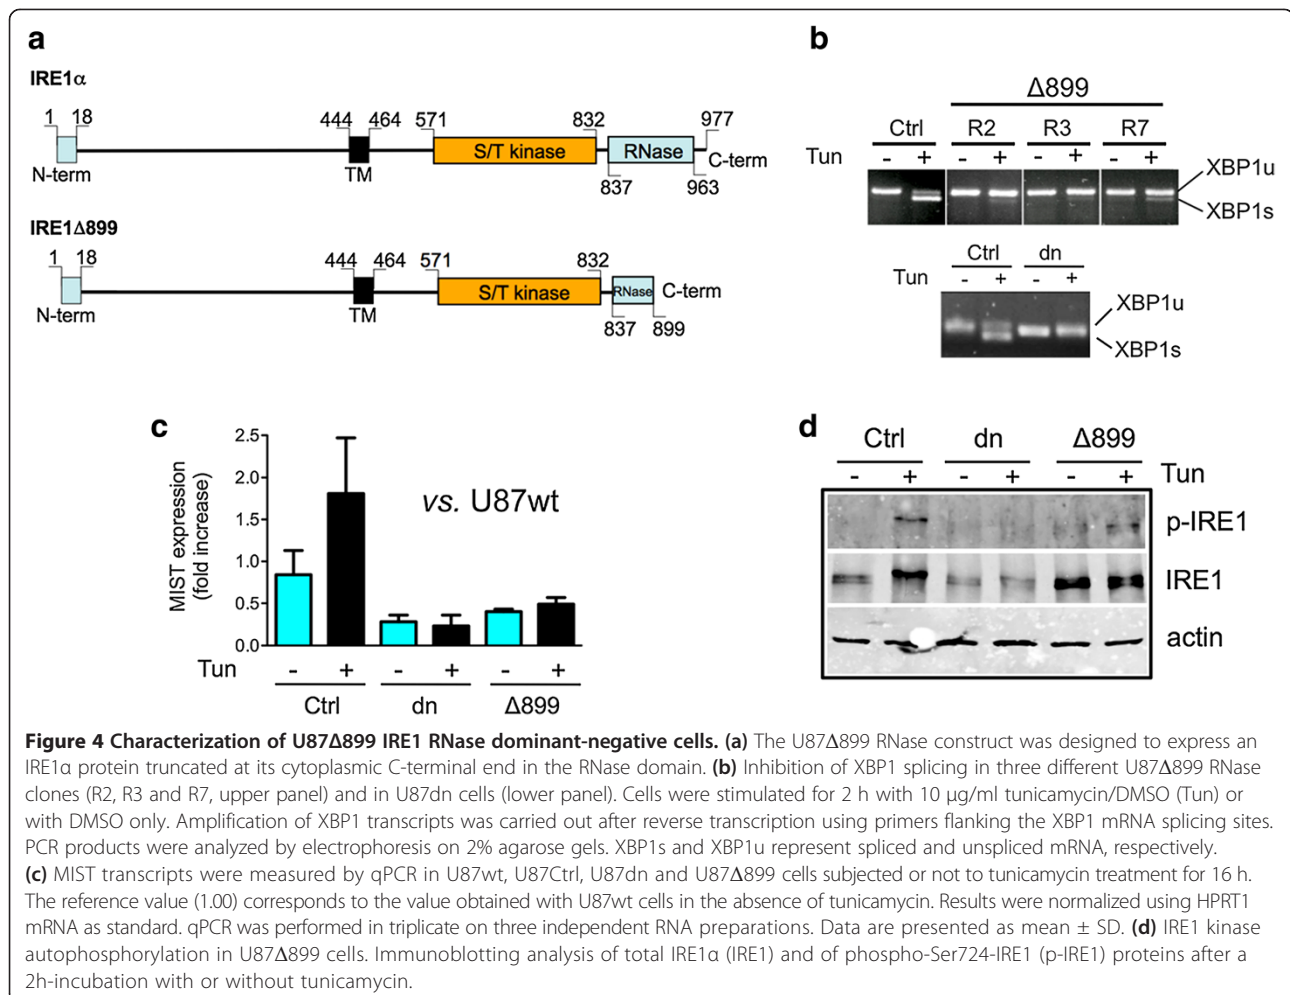 a
IRE1α
1 18 444 464 571 832 977
S/T kinase RNase
N-term TM 837 963 C-term
IRE1Δ899
1 18 444 464 571 832
S/T kinase RNase C-term
N-term TM 837 899
b
Δ899
Ctrl R2 R3 R7
Tun - + - + - + - +
XBP1u
XBP1s
Ctrl dn
Tun - + - +
XBP1u
XBP1s
c
MIST expression
(fold increase)
2.5
2.0
1.5
1.0
0.5
0.0
vs. U87wt
Tun - + - + - +
Ctrl dn Δ899
d
Ctrl dn Δ899
- + - + - + Tun
p-IRE1
IRE1
actin
Figure 4 Characterization of U87Δ899 IRE1 RNase dominant-negative cells. (a) The U87Δ899 RNase construct was designed to express an
IRE1α protein truncated at its cytoplasmic C-terminal end in the RNase domain. (b) Inhibition of XBP1 splicing in three different U87Δ899 RNase
clones (R2, R3 and R7, upper panel) and in U87dn cells (lower panel). Cells were stimulated for 2 h with 10 μg/ml tunicamycin/DMSO (Tun) or
with DMSO only. Amplification of XBP1 transcripts was carried out after reverse transcription using primers flanking the XBP1 mRNA splicing sites.
PCR products were analyzed by electrophoresis on 2% agarose gels. XBP1s and XBP1u represent spliced and unspliced mRNA, respectively.
(c) MIST transcripts were measured by qPCR in U87wt, U87Ctrl, U87dn and U87Δ899 cells subjected or not to tunicamycin treatment for 16 h.
The reference value (1.00) corresponds to the value obtained with U87wt cells in the absence of tunicamycin. Results were normalized using HPRT1
mRNA as standard. qPCR was performed in triplicate on three independent RNA preparations. Data are presented as mean ± SD. (d) IRE1 kinase
autophosphorylation in U87Δ899 cells. Immunoblotting analysis of total IRE1α (IRE1) and of phospho-Ser724-IRE1 (p-IRE1) proteins after a
2h-incubation with or without tunicamycin.